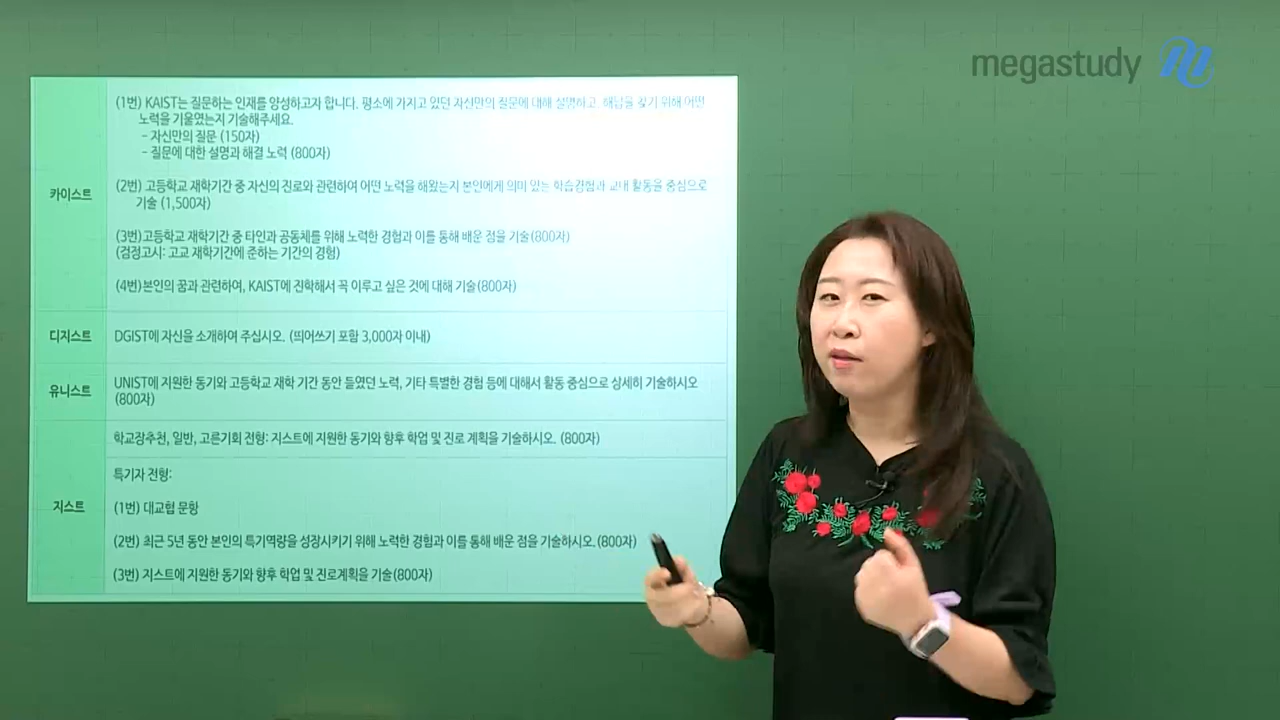 megastudy
(1번) KAIST는 질문하는 인재를 양성하고자 합니다. 평소에 가지고 있던 자신만의 질문에 대해 설명하고, 해답을 찾기 위해 어떤
노력을 기울였는지 기술해주세요.
- 자신만의 질문 (150자)
- 질문에 대한 설명과 해결 노력 (800자)
카이스트
(2번) 고등학교 재학기간 중 자신의 진로와 관련하여 어떤 노력을 해왔는지 본인에게 의미 있는 학습경험과 교내 활동을 중심으로
기술 (1,500자)
(3번)고등학교 재학기간 중 타인과 공동체를 위해 노력한 경험과 이를 통해 배운 점을 기술(800자)
(검정고시: 고교 재학기간에 준하는 기간의 경험)
(4번)본인의 꿈과 관련하여, KAIST에 진학해서 꼭 이루고 싶은 것에 대해 기술(800자)
디지스트
DGIST에 자신을 소개하여 주십시오. (띄어쓰기 포함 3,000자 이내)
유니스트
UNIST에 지원한 동기와 고등학교 재학 기간 동안 들였던 노력, 기타 특별한 경험 등에 대해서 활동 중심으로 상세히 기술하시오
(800자)
지스트
학교장추천, 일반, 고른기회 전형: 지스트에 지원한 동기와 향후 학업 및 진로 계획을 기술하시오. (800자)
특기자 전형:
(1번) 대교협 문항
(2번) 최근 5년 동안 본인의 특기역량을 성장시키기 위해 노력한 경험과 이를 통해 배운 점을 기술하시오.(800자)
(3번) 지스트에 지원한 동기와 향후 학업 및 진로계획을 기술(800자)